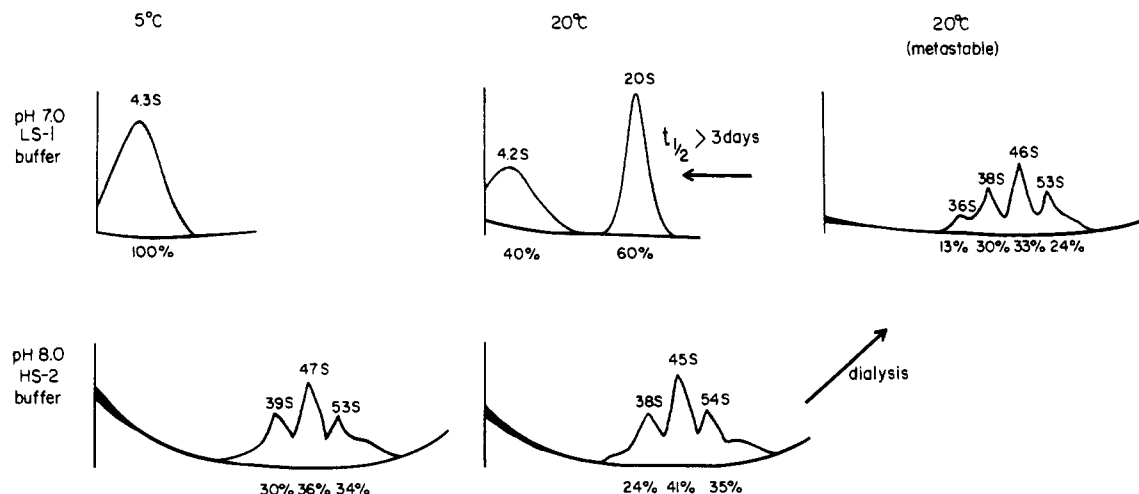 5°C
20°C
20°C
(metastable)
pH 7.0
LS-1
buffer
4.3S
100%
4.2S
20S
t1/2 > 3 days
40% 60%
36S 38S 46S 53S
13% 30% 33% 24%
pH 8.0
HS-2
buffer
39S 47S 53S
30% 36% 34%
38S 45S 54S
24% 41% 35%
dialysis